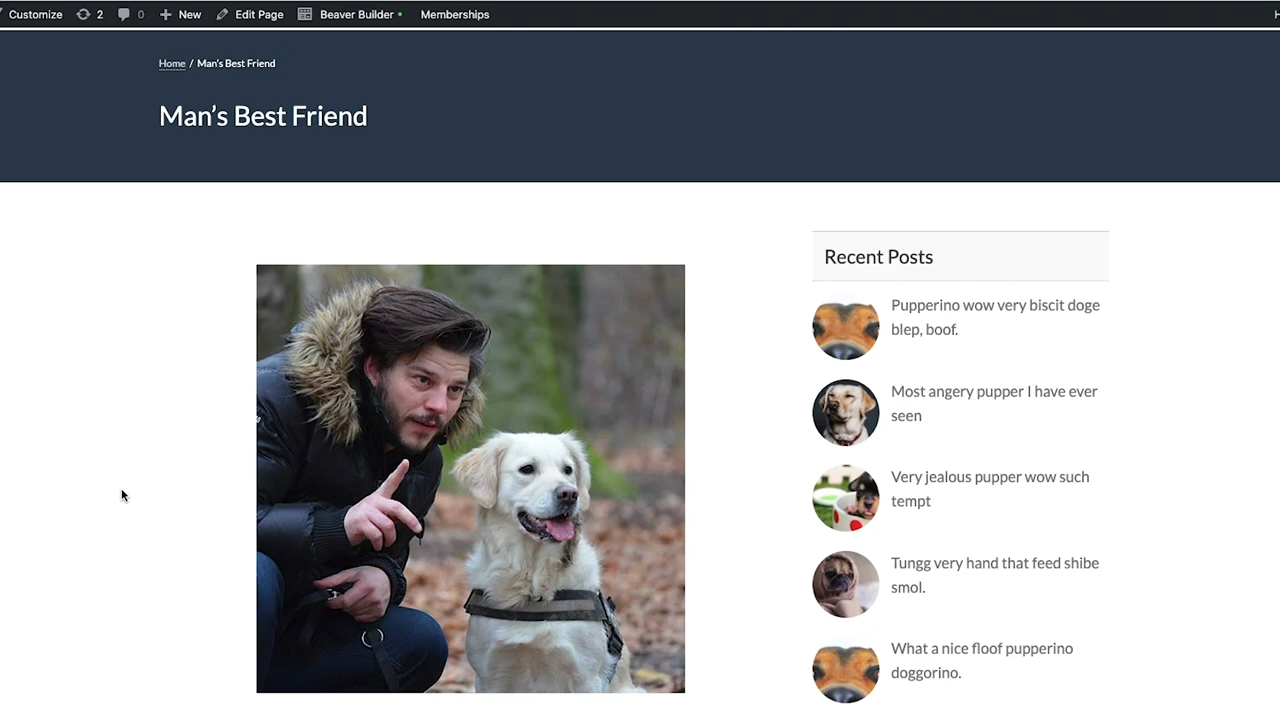 Customize 2 0 New Edit Page Beaver Builder Memberships H
Home / Man's Best Friend
Man's Best Friend
Recent Posts
Pupperino wow very biscit doge
blep, boof.
Most angery pupper I have ever
seen
Very jealous pupper wow such
tempt
Tungg very hand that feed shibe
smol.
What a nice floof pupperino
doggorino.